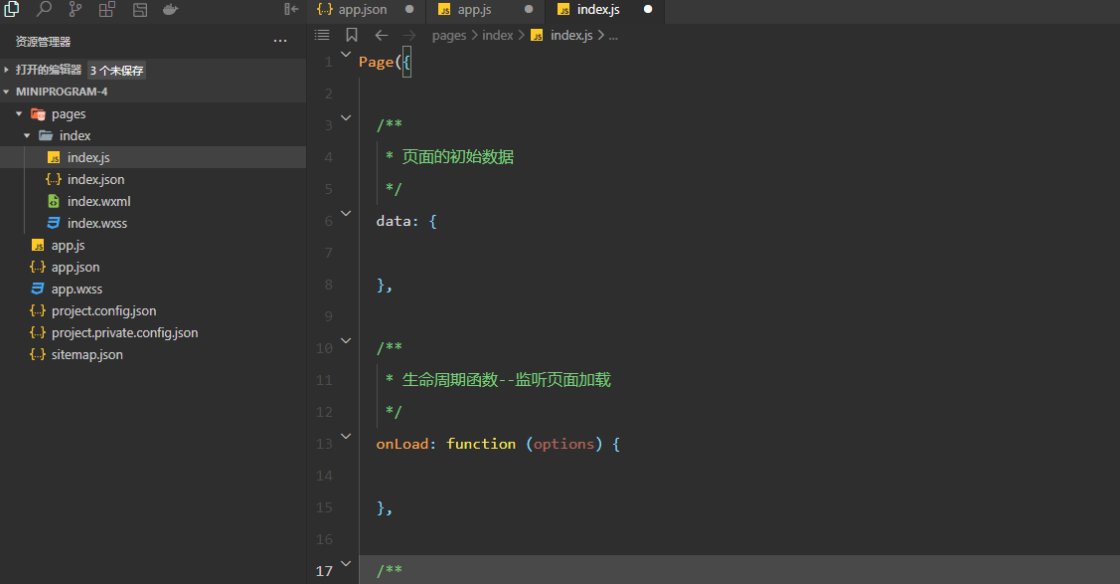 app.json
app.js
index.js
资源管理器
pages
index
index.js
...
打开的编辑器
3 个未保存
MINIPROGRAM-4
pages
index
index.js
index.json
index.wxml
index.wxss
app.js
app.json
app.wxss
project.config.json
project.private.config.json
sitemap.json
1 Page({
2
3 /**
4 * 页面的初始数据
5 */
6 data: {
7
8 },
9
10 /**
11 * 生命周期函数--监听页面加载
12 */
13 onLoad: function (options) {
14
15 },
16
17 /**